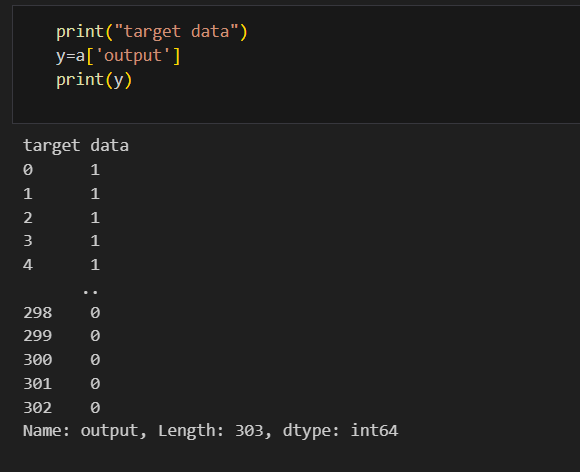 print("target data")
y=a['output']
print(y)
target data
0      1
1      1
2      1
3      1
4      1
      ..
298    0
299    0
300    0
301    0
302    0
Name: output, Length: 303, dtype: int64